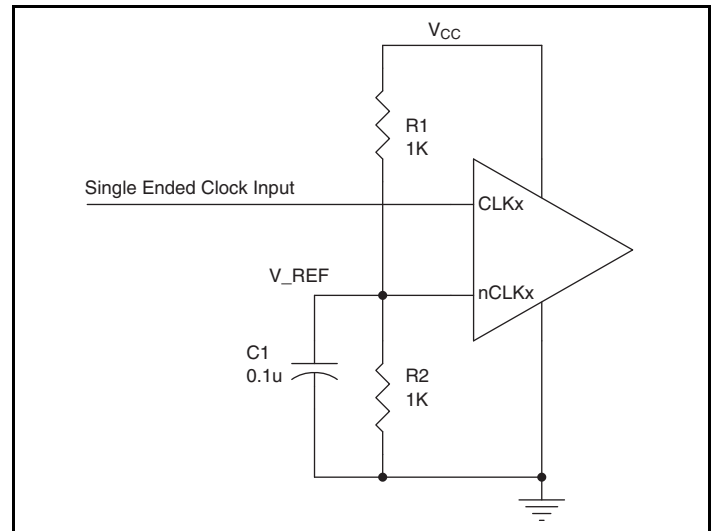 VCC
R1
1K
Single Ended Clock Input
CLKx
V_REF
nCLKx
C1
0.1u
R2
1K